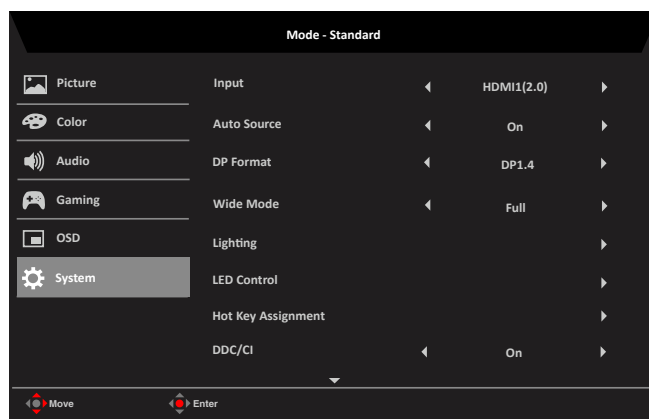 Mode - Standard
Picture
Color
Audio
Gaming
OSD
System
Input HDMI1(2.0)
Auto Source On
DP Format DP1.4
Wide Mode Full
Lighting
LED Control
Hot Key Assignment
DDC/CI On
Move Enter